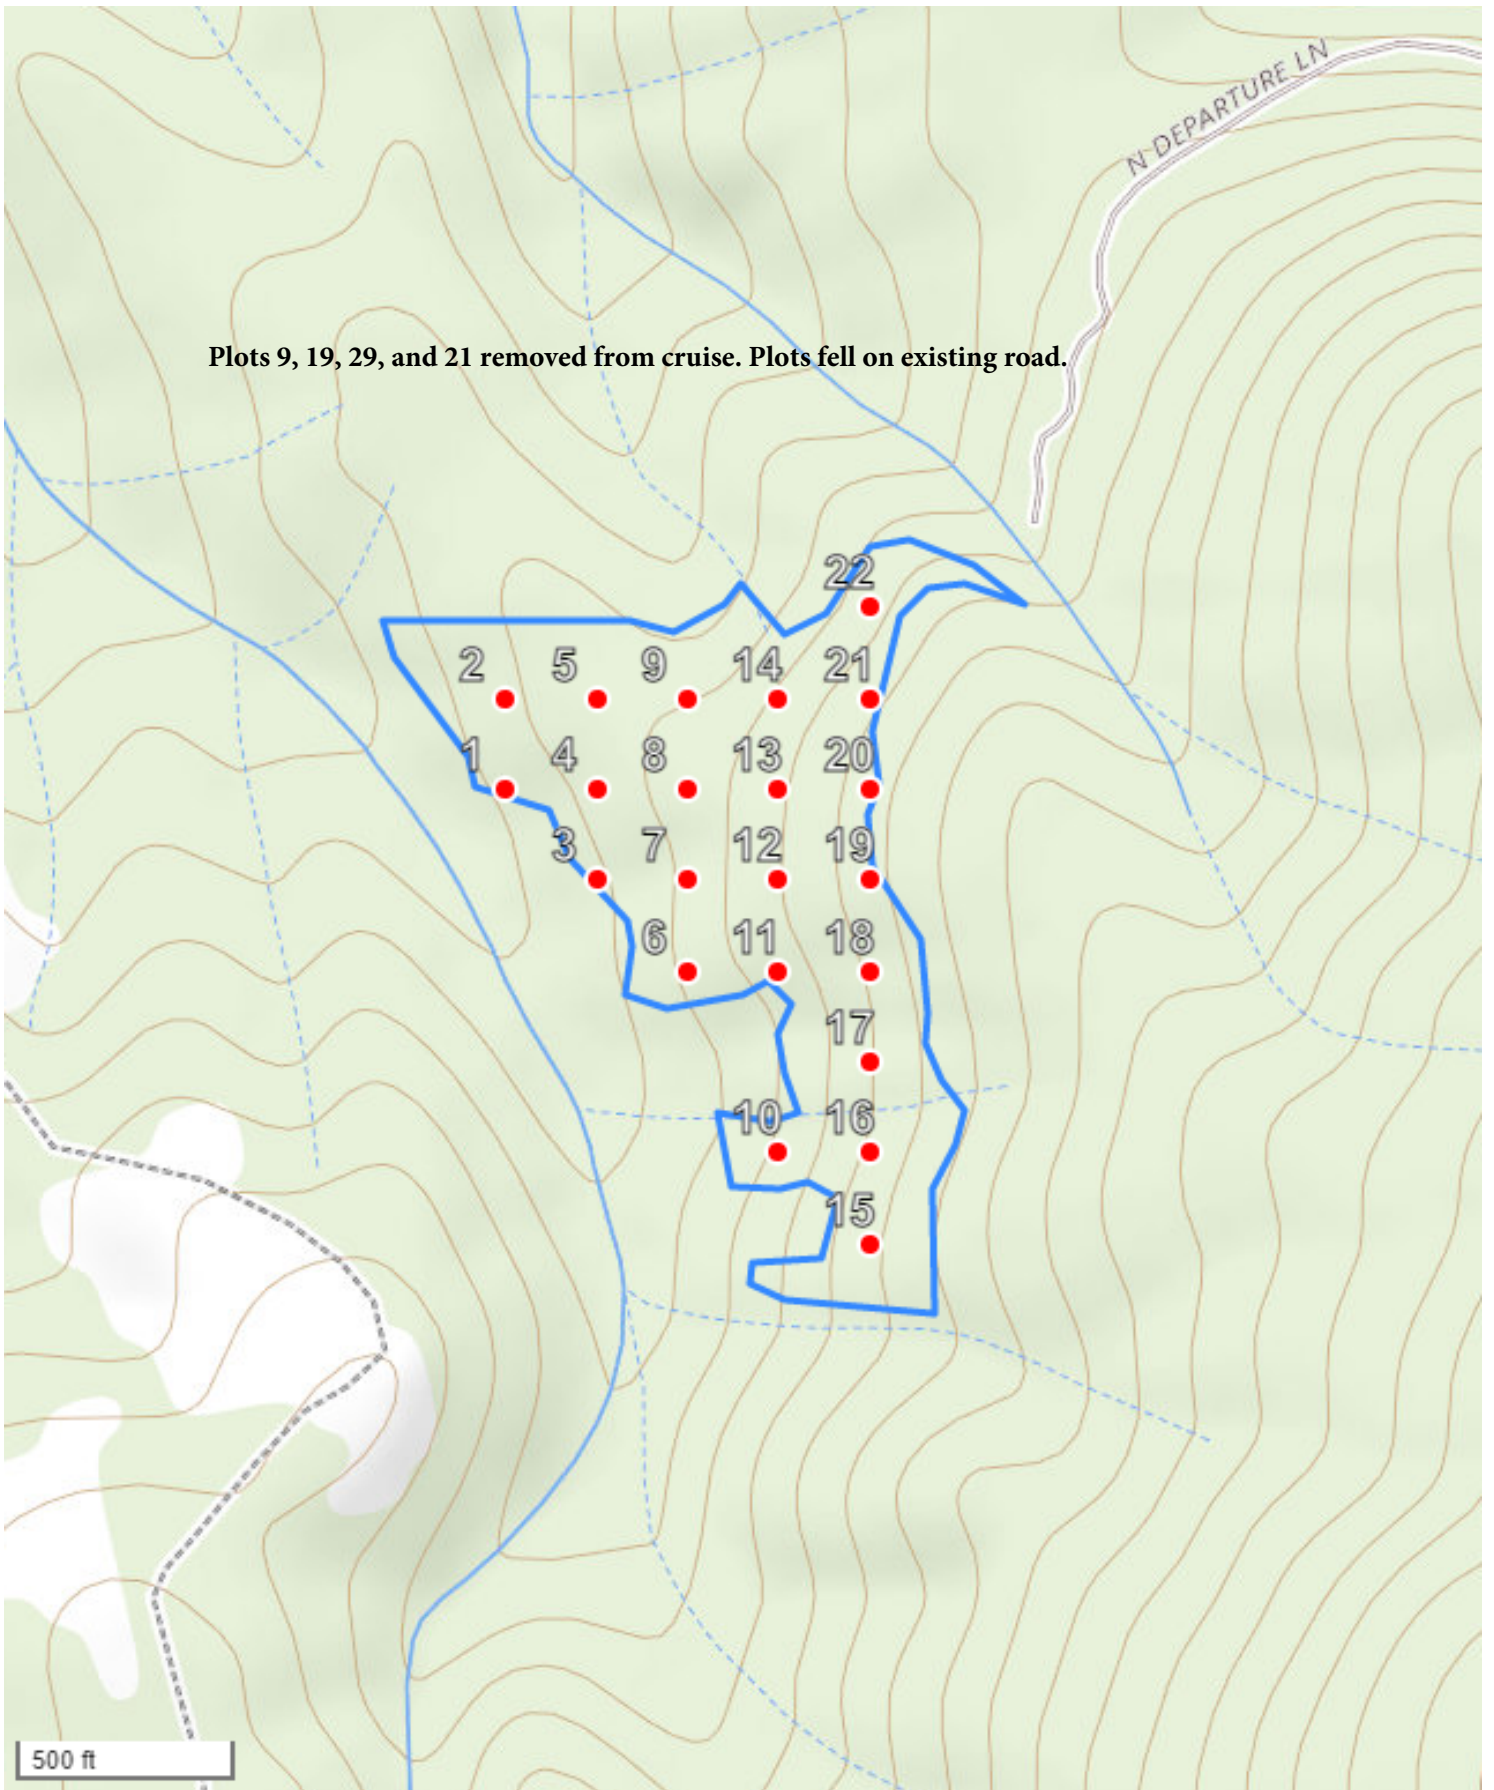 N DEPARTURE LN
Plots 9, 19, 29, and 21 removed from cruise. Plots fell on existing road.
22
2 5 9 14 21
1 4 8 13 20
3 7 12 19
6 11 18
17
10 16
15
500 ft